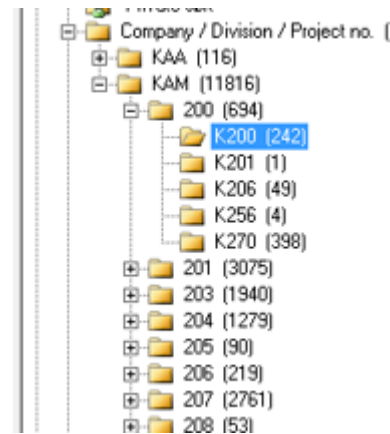 Company / Division / Project no. (
KAA (116)
KAM (11816)
200 (694)
K200 (242)
K201 (1)
K206 (49)
K256 (4)
K270 (398)
201 (3075)
203 (1940)
204 (1279)
205 (90)
206 (219)
207 (2761)
208 (53)